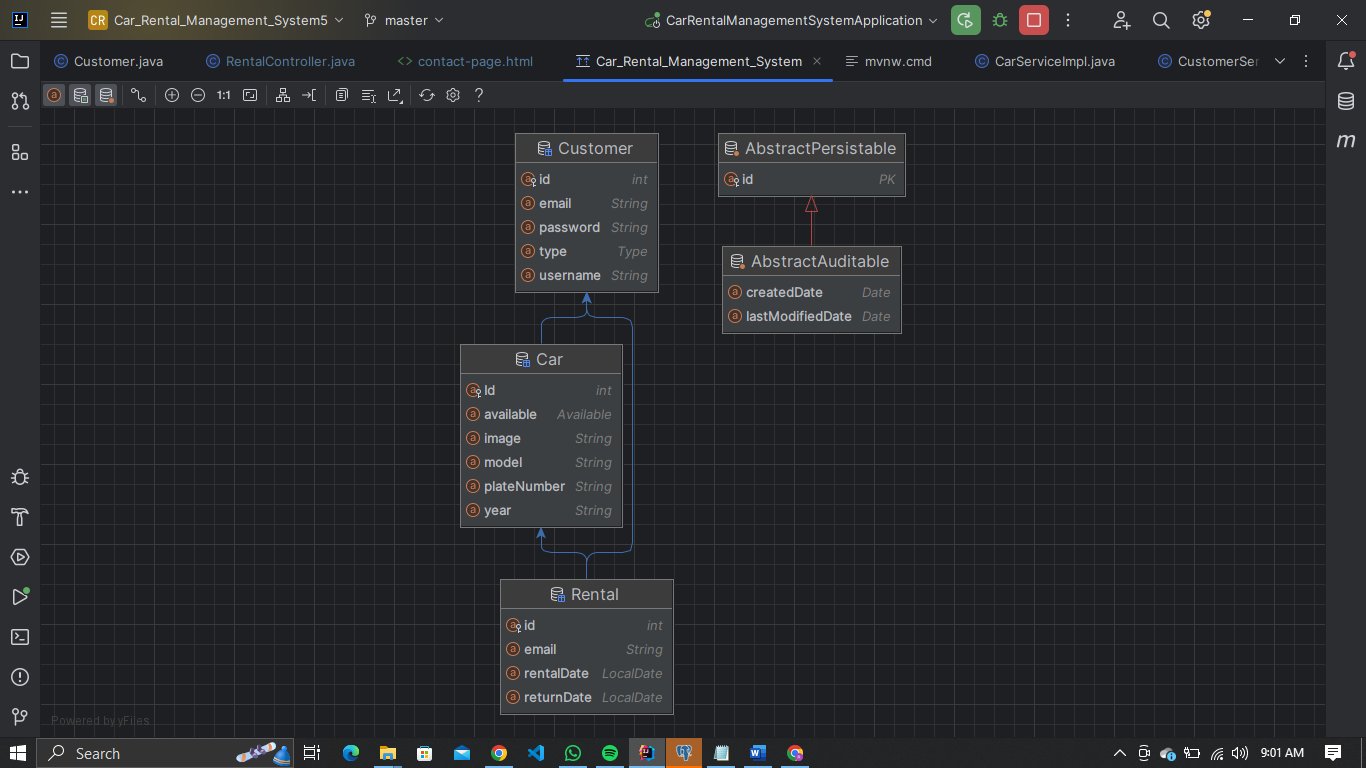 CR Car_Rental_Management_System5 master CarRentalManagementSystemApplication
Customer.java RentalController.java contact-page.html Car_Rental_Management_System mvnw.cmd CarServiceImpl.java CustomerSer
1:1 ?
Customer
id int
email String
password String
type Type
username String
AbstractPersistable
id PK
AbstractAuditable
createdDate Date
lastModifiedDate Date
Car
Id int
available Available
image String
model String
plateNumber String
year String
Rental
id int
email String
rentalDate LocalDate
returnDate LocalDate
Powered by yFiles
Search 9:01 AM